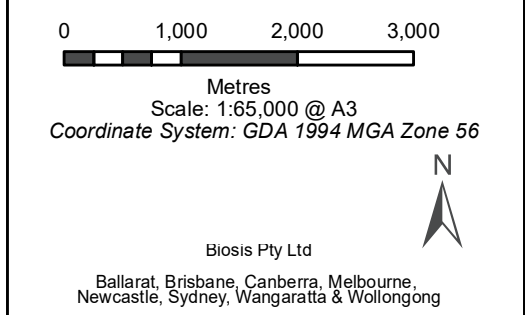 0 1,000 2,000 3,000
Metres
Scale: 1:65,000 @ A3
Coordinate System: GDA 1994 MGA Zone 56
N
Biosis Pty Ltd
Ballarat, Brisbane, Canberra, Melbourne,
Newcastle, Sydney, Wangaratta & Wollongong